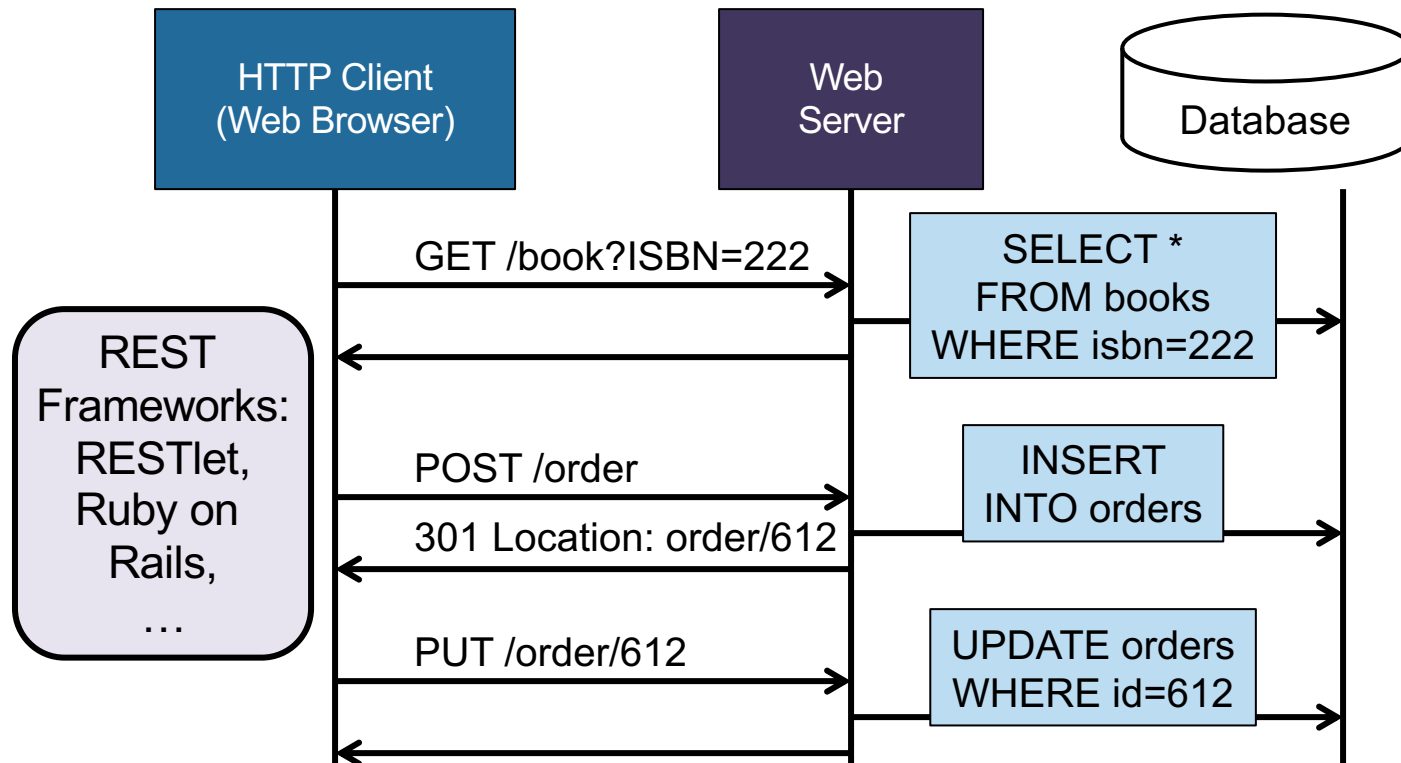 HTTP Client
(Web Browser)
Web
Server
Database
GET /book?ISBN=222
SELECT *
FROM books
WHERE isbn=222
REST
Frameworks:
RESTlet,
Ruby on
Rails,
…
POST /order
INSERT
INTO orders
301 Location: order/612
PUT /order/612
UPDATE orders
WHERE id=612